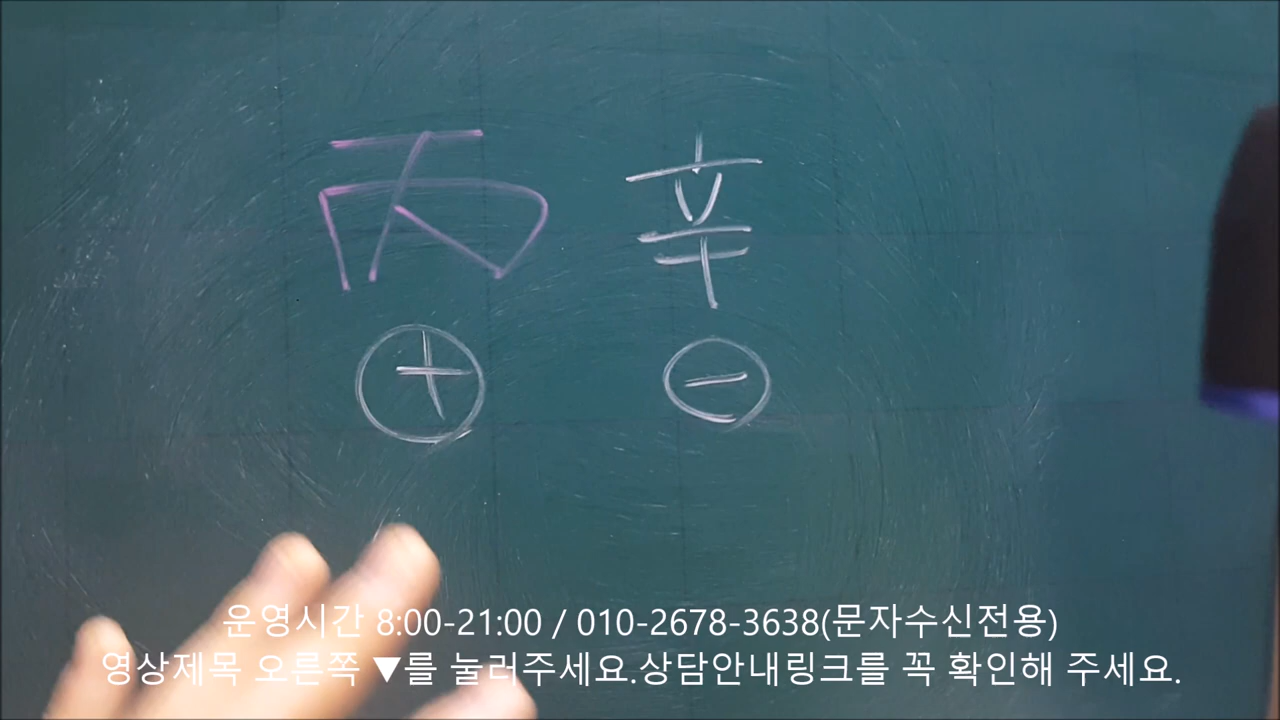 丙 辛
+ −
운영시간 8:00-21:00 / 010-2678-3638(문자수신전용)
영상제목 오른쪽 ▼를 눌러주세요.상담안내링크를 꼭 확인해 주세요.